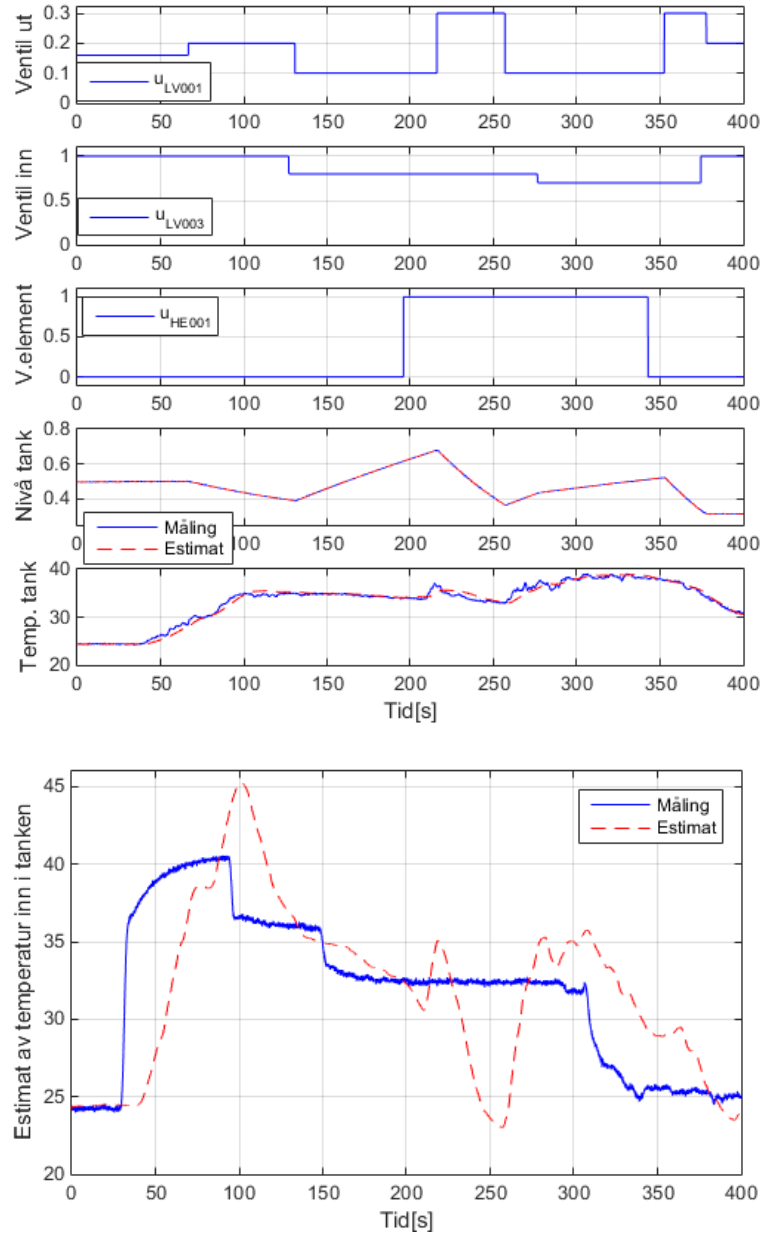 Ventil ut
0.3
0.2
0.1
0
u_LV001
0 50 100 150 200 250 300 350 400
Ventil inn
1
0.5
0
u_LV003
0 50 100 150 200 250 300 350 400
V.element
1
0
u_HE001
0 50 100 150 200 250 300 350 400
Nivå tank
0.8
0.6
0.4
0 50 100 150 200 250 300 350 400
Måling
Estimat
Temp. tank
40
30
20
0 50 100 150 200 250 300 350 400
Tid[s]
Estimat av temperatur inn i tanken
45
40
35
30
25
20
Måling
Estimat
0 50 100 150 200 250 300 350 400
Tid[s]